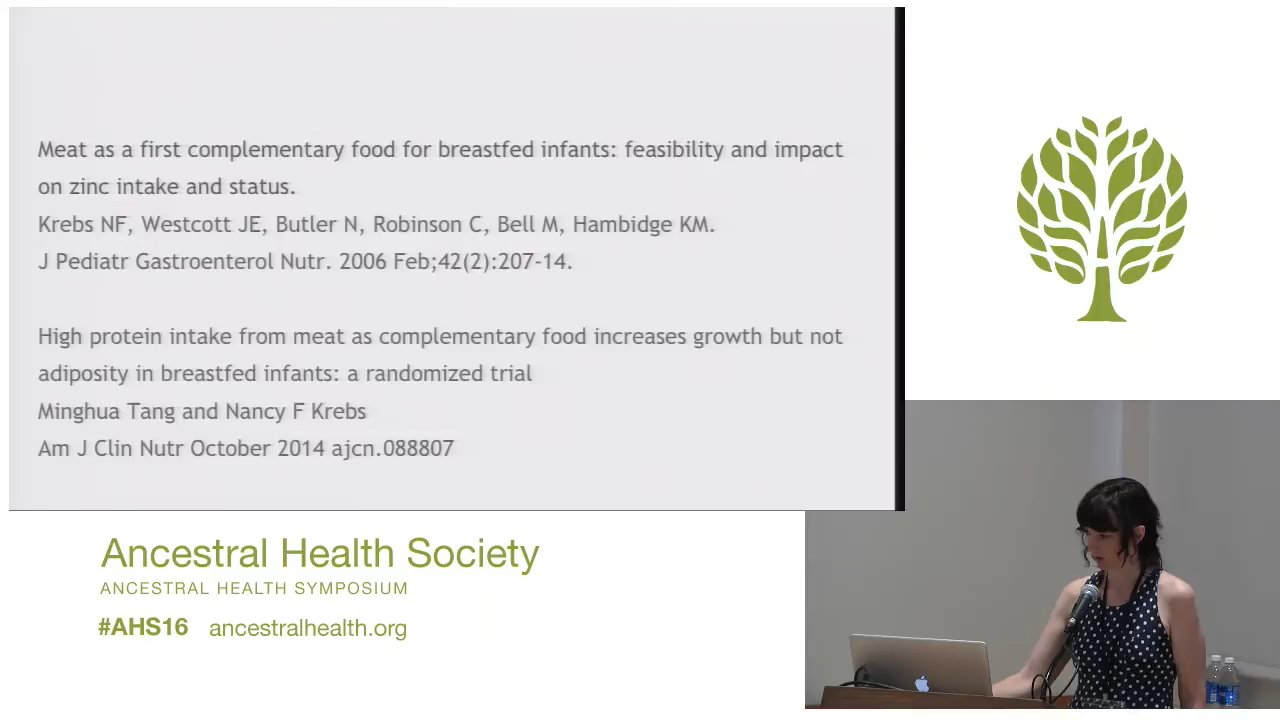 Meat as a first complementary food for breastfed infants: feasibility and impact
on zinc intake and status.
Krebs NF, Westcott JE, Butler N, Robinson C, Bell M, Hambidge KM.
J Pediatr Gastroenterol Nutr. 2006 Feb;42(2):207-14.
High protein intake from meat as complementary food increases growth but not
adiposity in breastfed infants: a randomized trial
Minghua Tang and Nancy F Krebs
Am J Clin Nutr October 2014 ajcn.088807
Ancestral Health Society
ANCESTRAL HEALTH SYMPOSIUM
#AHS16 ancestralhealth.org